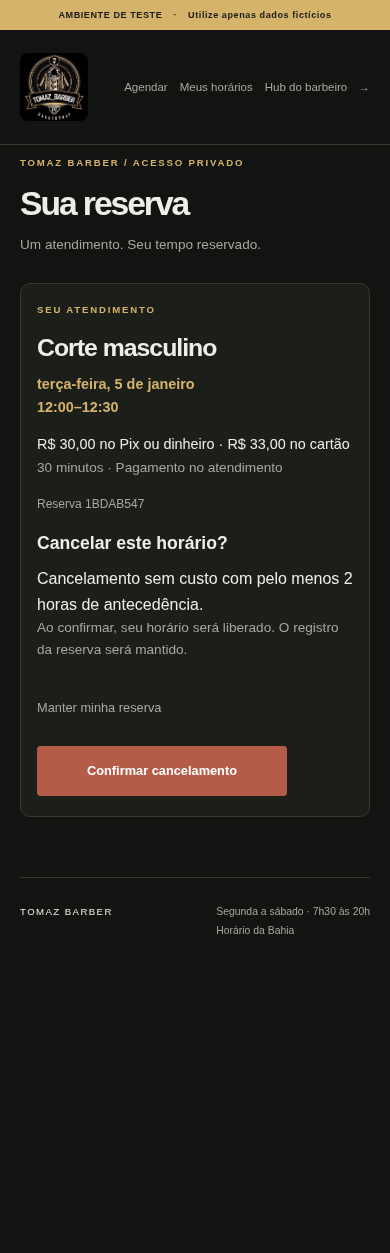 AMBIENTE DE TESTE · Utilize apenas dados fictícios
TOMAZ_BARBER
BARBERSHOP
Agendar Meus horários Hub do barbeiro →
TOMAZ BARBER / ACESSO PRIVADO
Sua reserva
Um atendimento. Seu tempo reservado.
SEU ATENDIMENTO
Corte masculino
terça-feira, 5 de janeiro
12:00–12:30
R$ 30,00 no Pix ou dinheiro · R$ 33,00 no cartão
30 minutos · Pagamento no atendimento
Reserva 1BDAB547
Cancelar este horário?
Cancelamento sem custo com pelo menos 2
horas de antecedência.
Ao confirmar, seu horário será liberado. O registro
da reserva será mantido.
Manter minha reserva
Confirmar cancelamento
TOMAZ BARBER
Segunda a sábado · 7h30 às 20h
Horário da Bahia